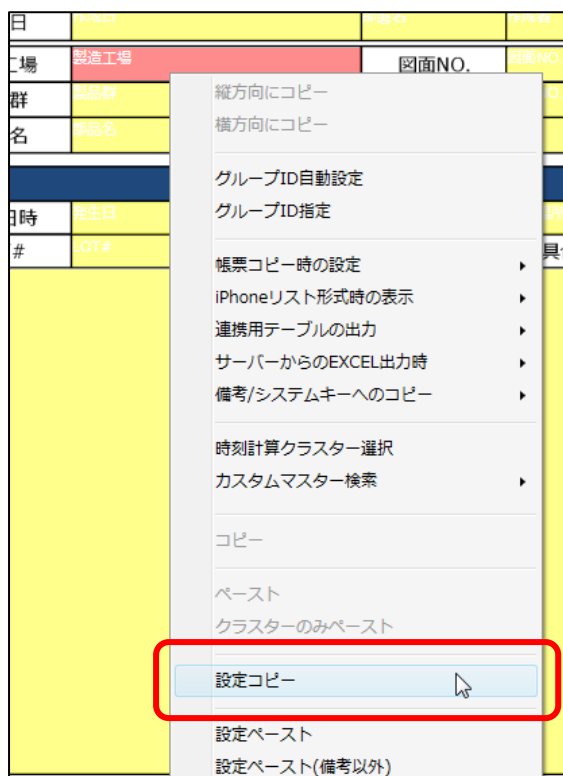 日
部署名
作成者
工場
製造工場
図面NO.
図面NO.
群
製品群
名
部品名
日時
発生日
#
LOT#
具
縦方向にコピー
横方向にコピー
グループID自動設定
グループID指定
帳票コピー時の設定
iPhoneリスト形式時の表示
連携用テーブルの出力
サーバーからのEXCEL出力時
備考/システムキーへのコピー
時刻計算クラスター選択
カスタムマスター検索
コピー
ペースト
クラスターのみペースト
設定コピー
設定ペースト
設定ペースト(備考以外)